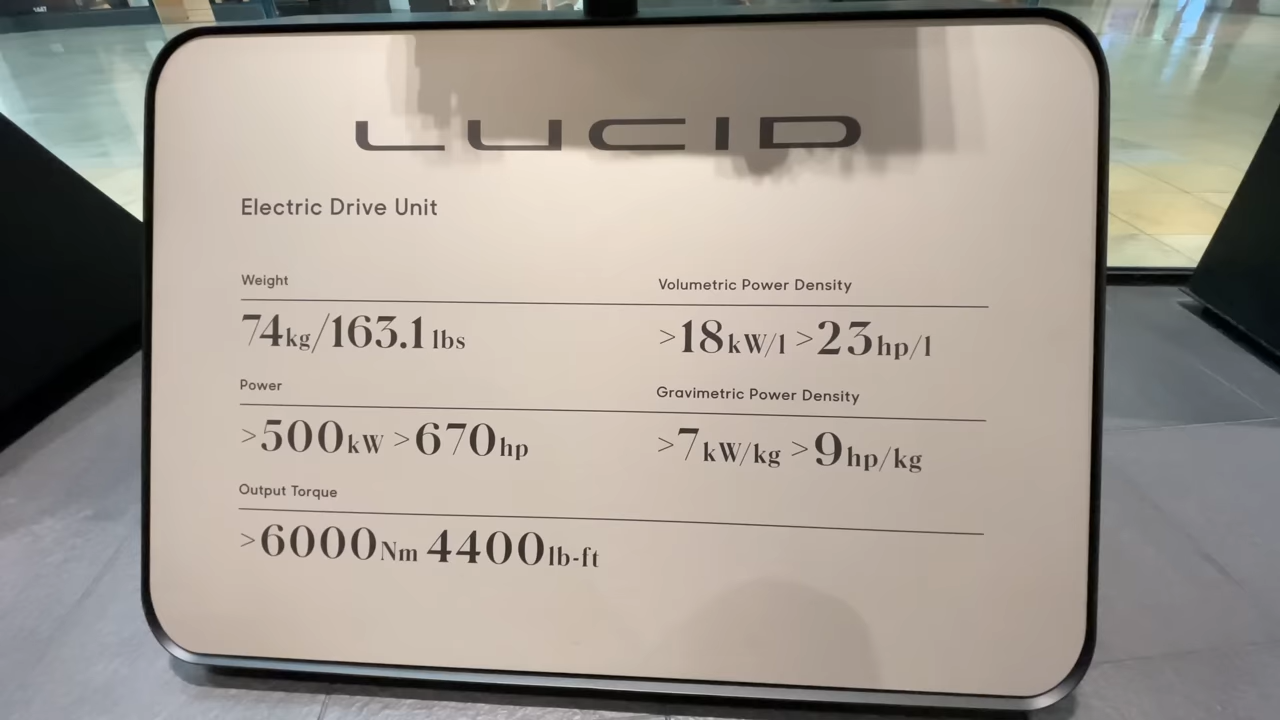 LUCID
Electric Drive Unit
Weight
74kg/163.1 lbs
Power
>500kW >670hp
Output Torque
>6000Nm 4400lb-ft
Volumetric Power Density
>18kW/l >23hp/l
Gravimetric Power Density
>7kW/kg >9hp/kg